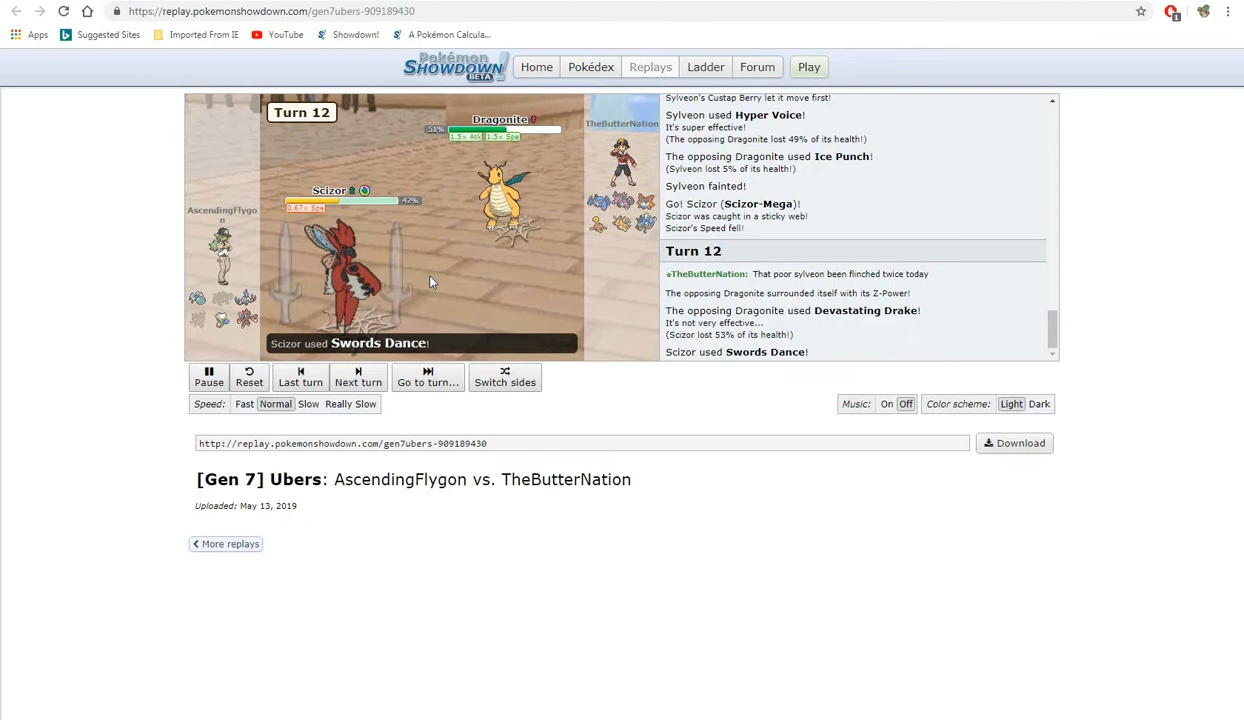 https://replay.pokemonshowdown.com/gen7ubers-909189430
Apps
Suggested Sites
Imported From IE
YouTube
Showdown!
A Pokémon Calcula...
1
Pokémon
SHOWDOWN!
BETA
Home
Pokédex
Replays
Ladder
Forum
Play
Turn 12
Dragonite
51%
1.5× Atk
1.5× Spe
Scizor
47%
0.67× Spe
AscendingFlygo
n
TheButterNation
Scizor used Swords Dance!
Sylveon's Custap Berry let it move first!
Sylveon used Hyper Voice!
It's super effective!
(The opposing Dragonite lost 49% of its health!)
The opposing Dragonite used Ice Punch!
(Sylveon lost 5% of its health!)
Sylveon fainted!
Go! Scizor (Scizor-Mega)!
Scizor was caught in a sticky web!
Scizor's Speed fell!
Turn 12
★TheButterNation: That poor sylveon been flinched twice today
The opposing Dragonite surrounded itself with its Z-Power!
The opposing Dragonite used Devastating Drake!
It's not very effective...
(Scizor lost 53% of its health!)
Scizor used Swords Dance!
Pause
Reset
Last turn
Next turn
Go to turn...
Switch sides
Speed: Fast Normal Slow Really Slow
Music: On Off
Color scheme: Light Dark
http://replay.pokemonshowdown.com/gen7ubers-909189430
Download
[Gen 7] Ubers: AscendingFlygon vs. TheButterNation
Uploaded: May 13, 2019
More replays